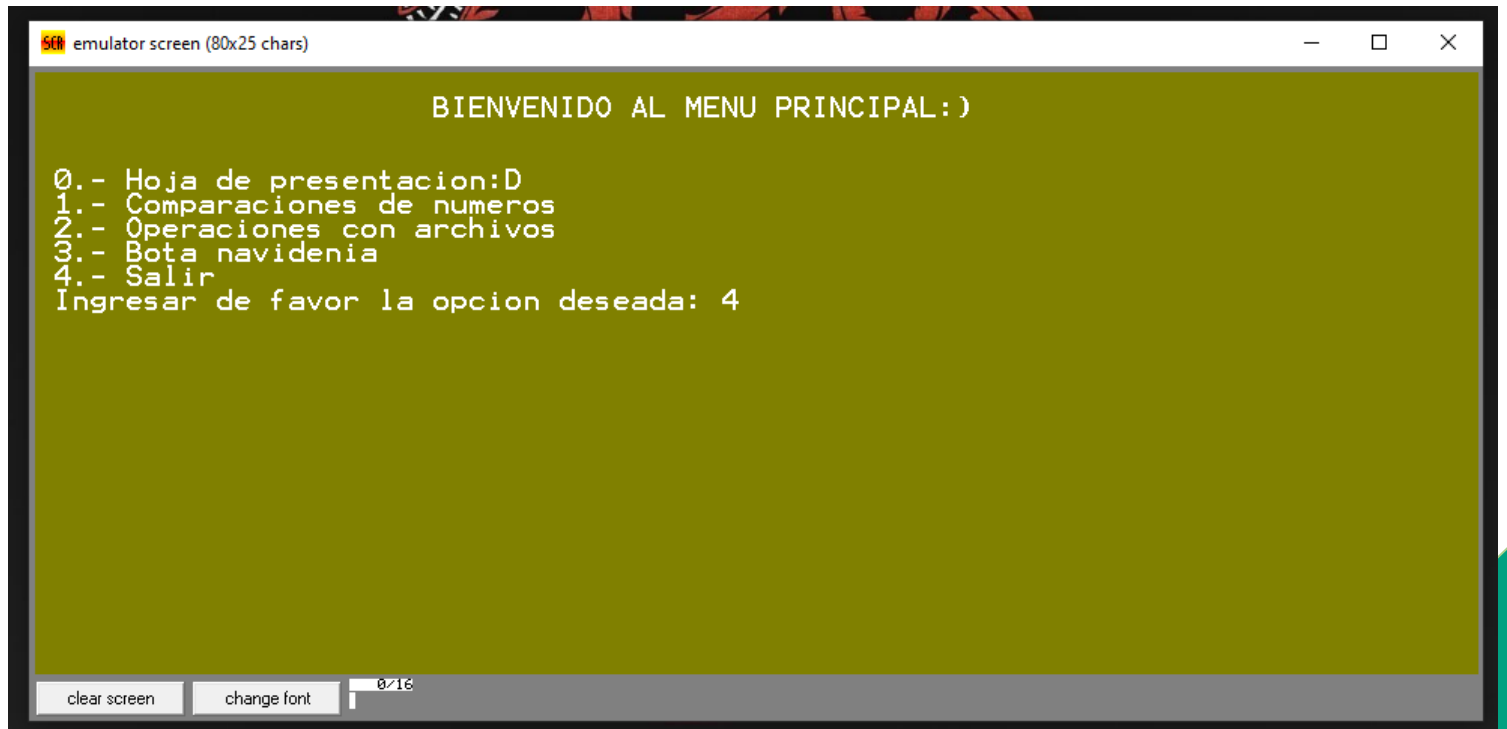 SCR emulator screen (80x25 chars)
BIENVENIDO AL MENU PRINCIPAL:)
0.- Hoja de presentacion:D
1.- Comparaciones de numeros
2.- Operaciones con archivos
3.- Bota navidenia
4.- Salir
Ingresar de favor la opcion deseada: 4
clear screen change font 0/16